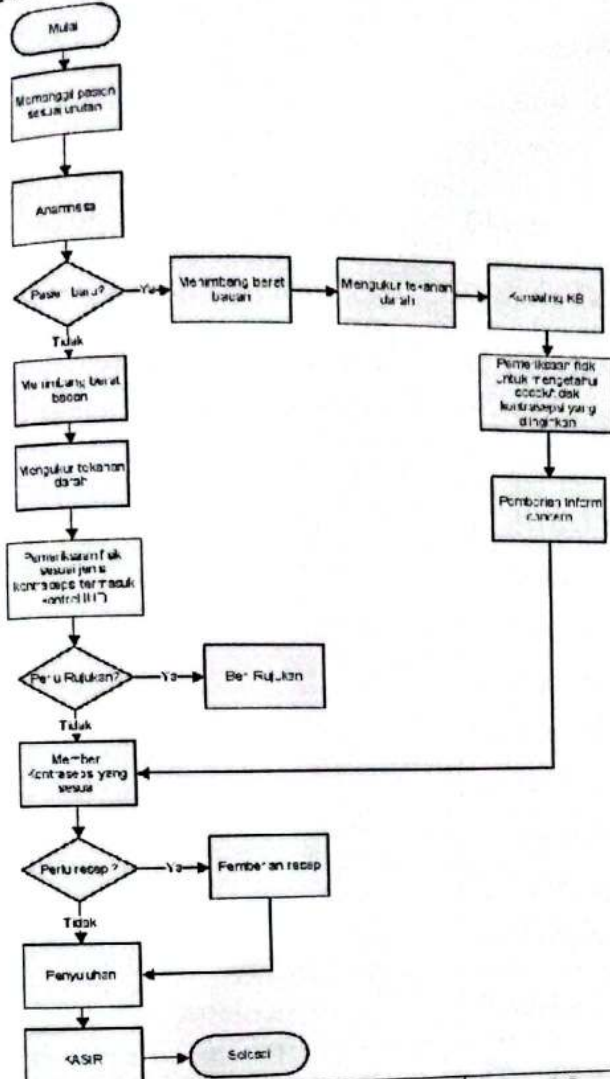 Mulai
Memanggil pasien
sesuai urutan
Anamnesa
Pasien baru?
Ya
Menimbang berat
badan
Mengukur tekanan
darah
Konseling KB
Tidak
Menimbang berat
badan
Pemeriksaan fisik
untuk mengetahui
cocok/tidak
kontrasepsi yang
diinginkan
Mengukur tekanan
darah
Pemberian Inform
concern
Pemeriksaan fisik
sesuai jenis
kontrasepsi termasuk
kontrol IUD
Perlu Rujukan?
Ya
Beri Rujukan
Tidak
Memberi
Kontrasepsi yang
sesuai
Perlu resep?
Ya
Pemberian resep
Tidak
Penyuluhan
KASIR
Selesai